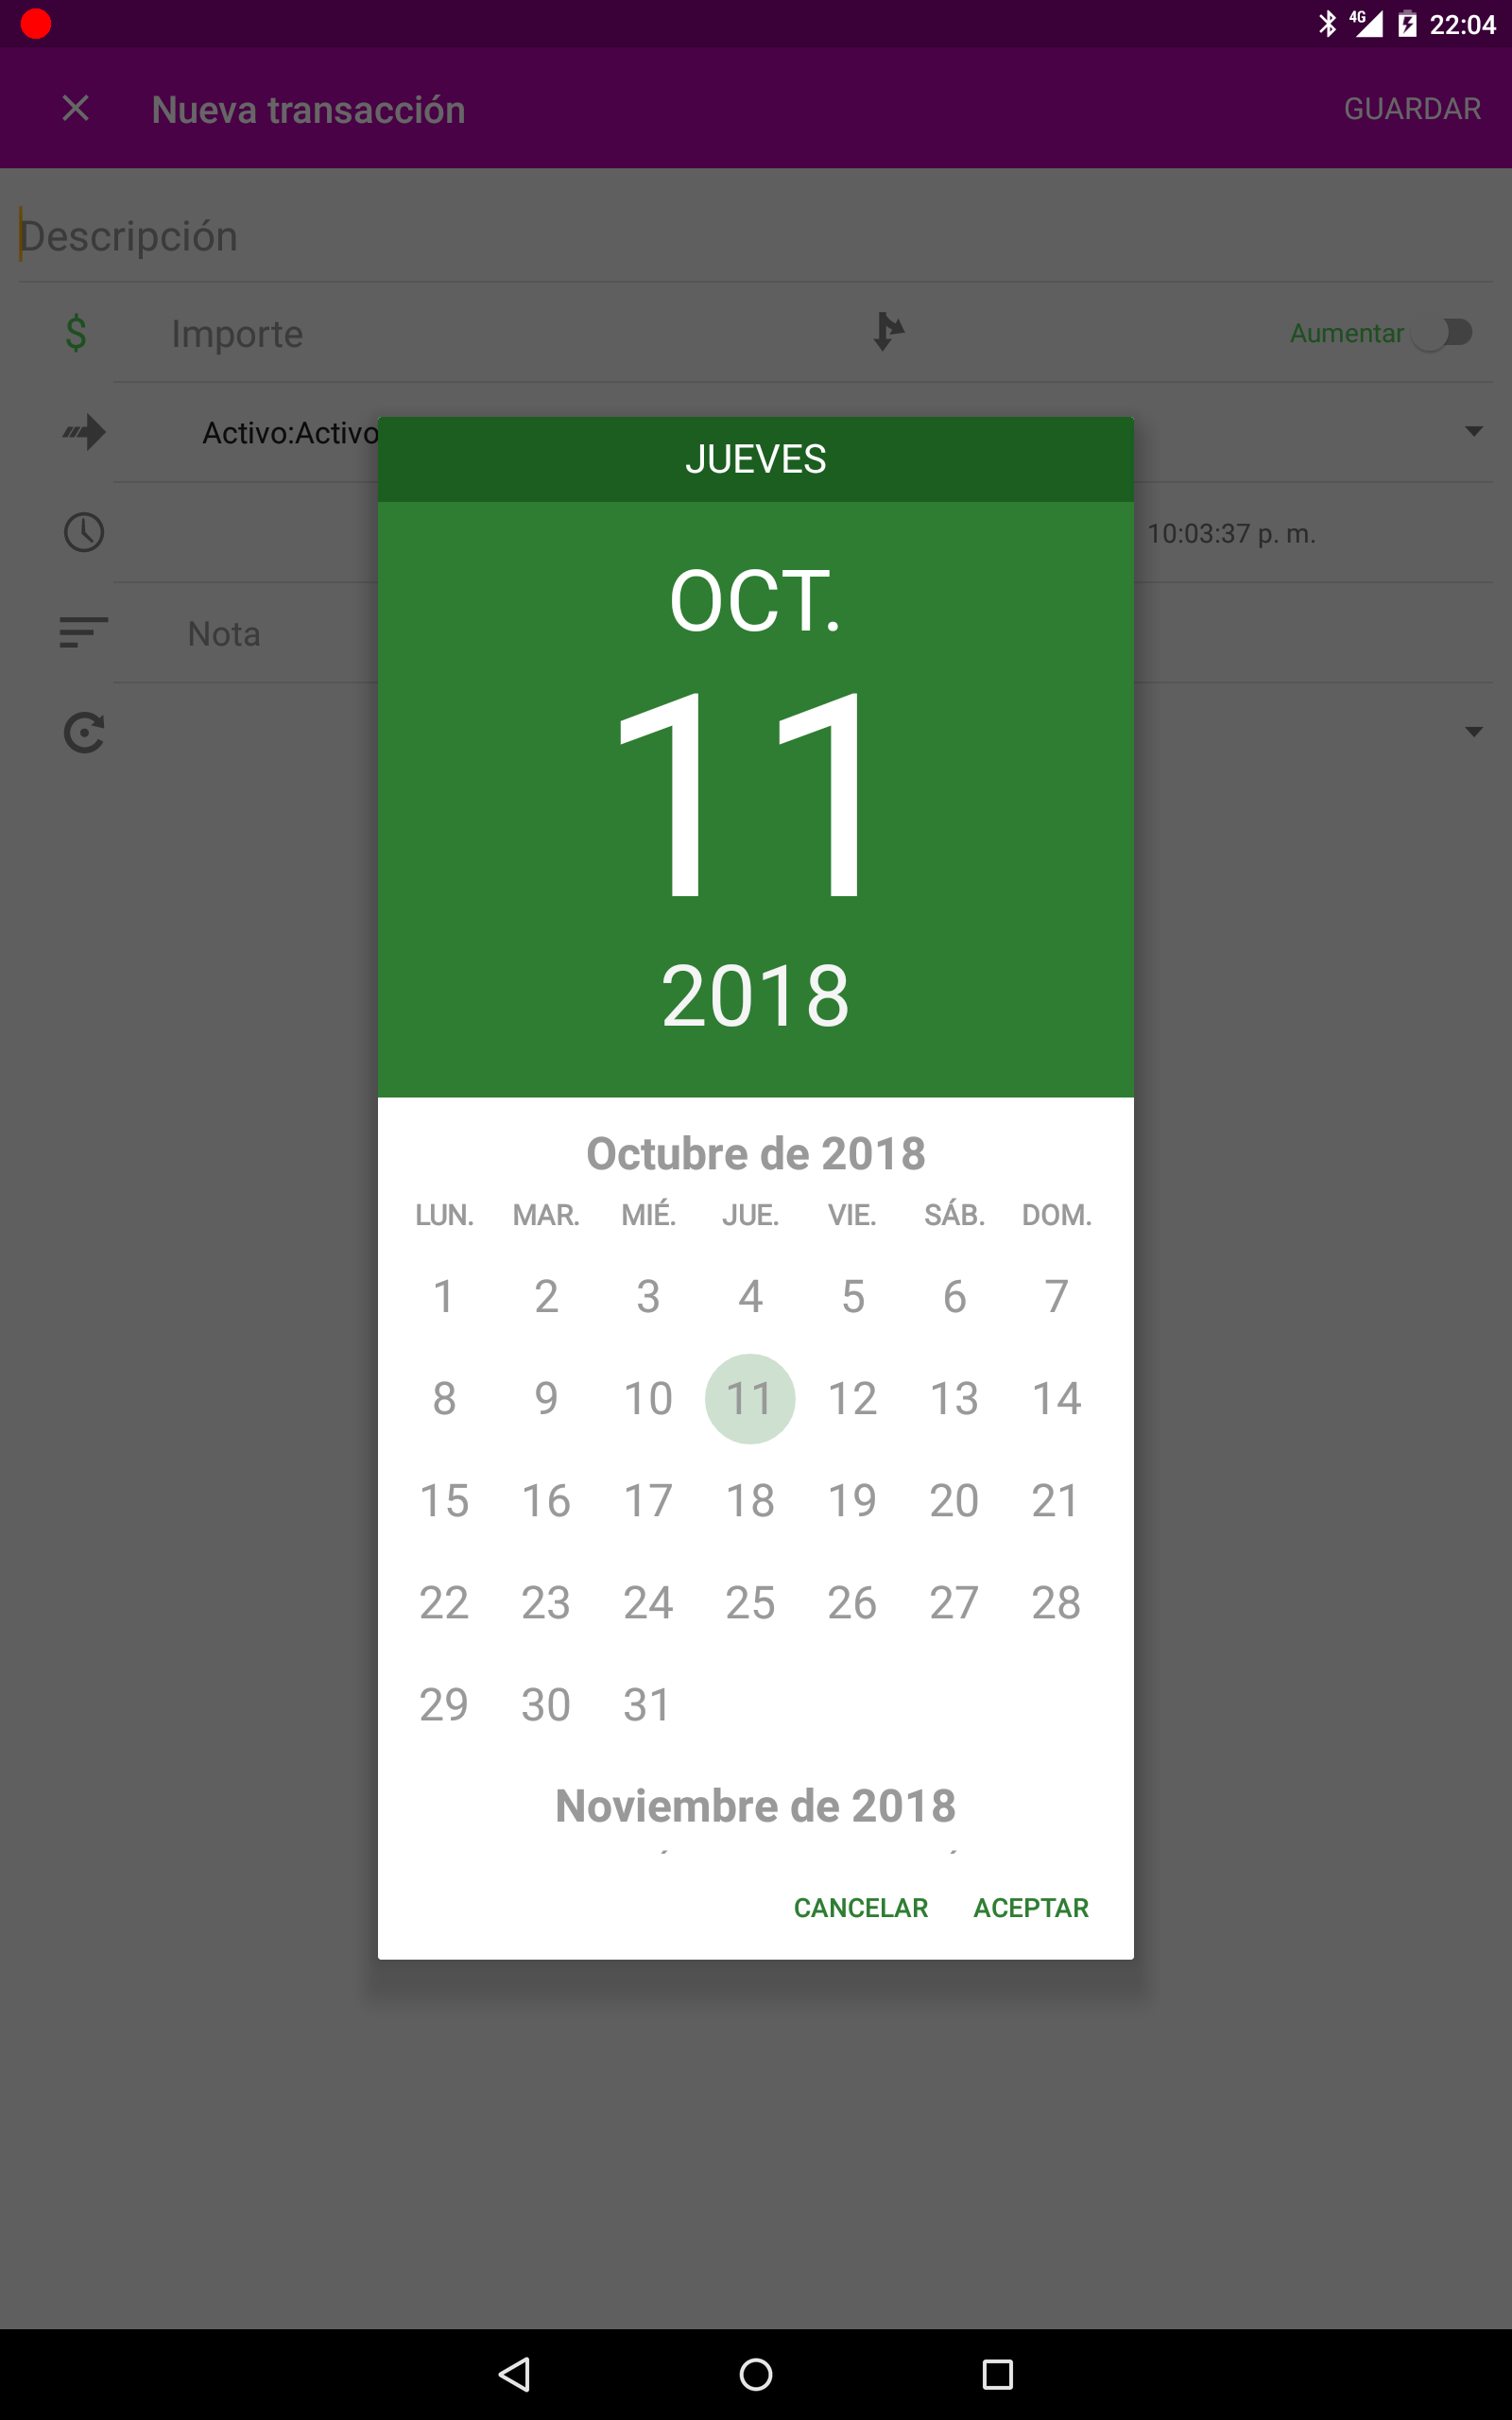 4G 22:04
Nueva transacción GUARDAR
Descripción
$ Importe Aumentar
Activo:Activo
10:03:37 p. m.
Nota
JUEVES
OCT.
11
2018
Octubre de 2018
LUN. MAR. MIÉ. JUE. VIE. SÁB. DOM.
1 2 3 4 5 6 7
8 9 10 11 12 13 14
15 16 17 18 19 20 21
22 23 24 25 26 27 28
29 30 31
Noviembre de 2018
CANCELAR ACEPTAR